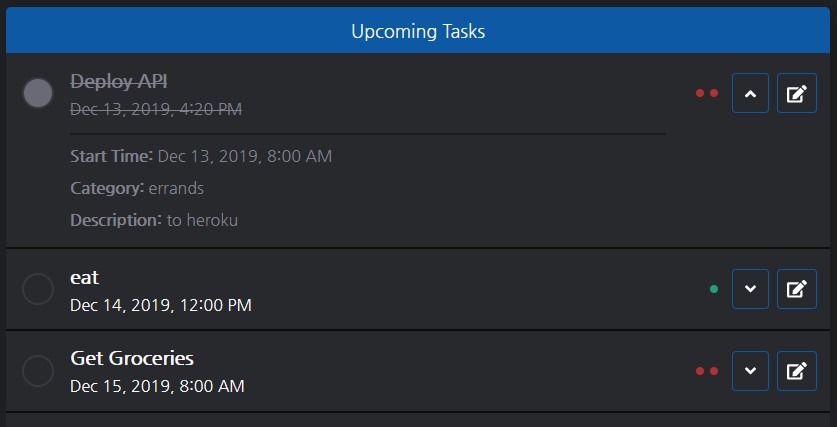 Upcoming Tasks
Deploy API
Dec 13, 2019, 4:20 PM
Start Time: Dec 13, 2019, 8:00 AM
Category: errands
Description: to heroku
eat
Dec 14, 2019, 12:00 PM
Get Groceries
Dec 15, 2019, 8:00 AM